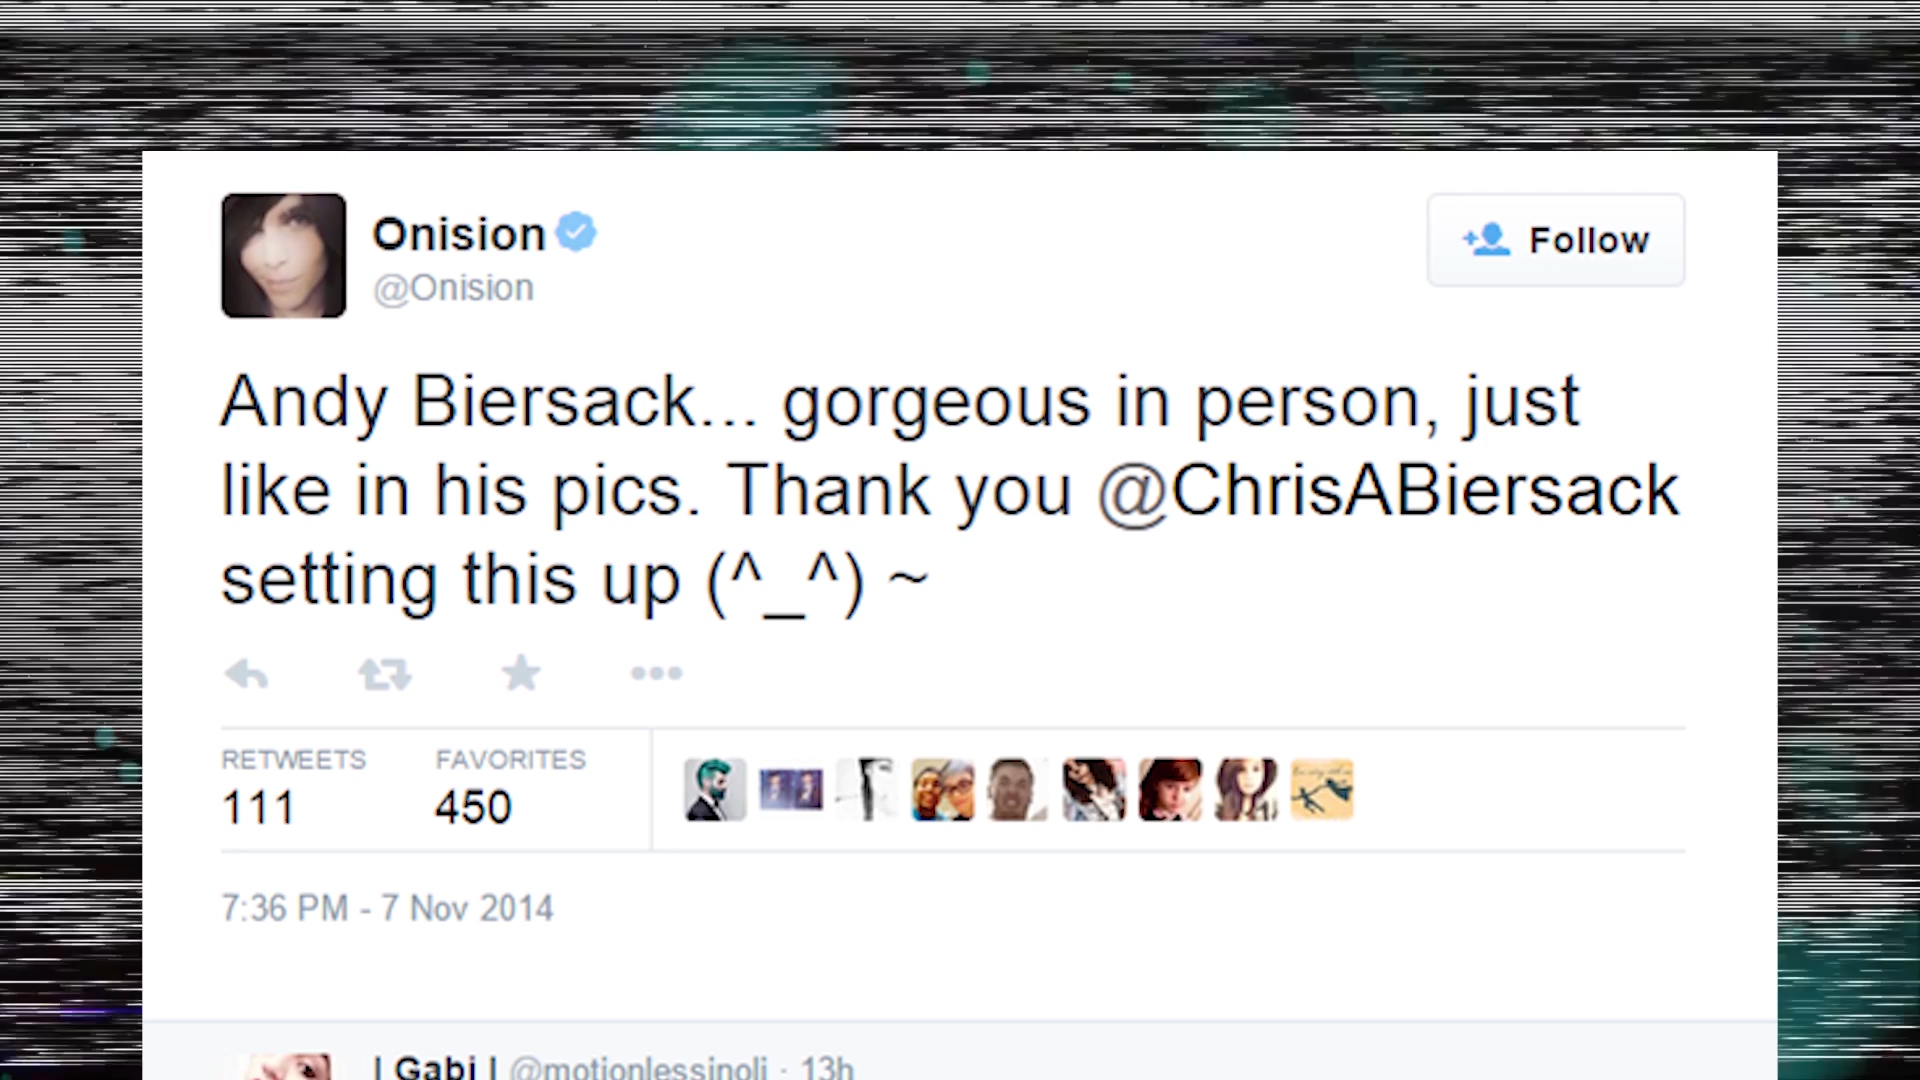 Onision
@Onision
Follow
Andy Biersack... gorgeous in person, just
like in his pics. Thank you @ChrisABiersack
setting this up (^_^) ~
RETWEETS
111
FAVORITES
450
7:36 PM - 7 Nov 2014
| Gabi | @motionlessinoli · 13h